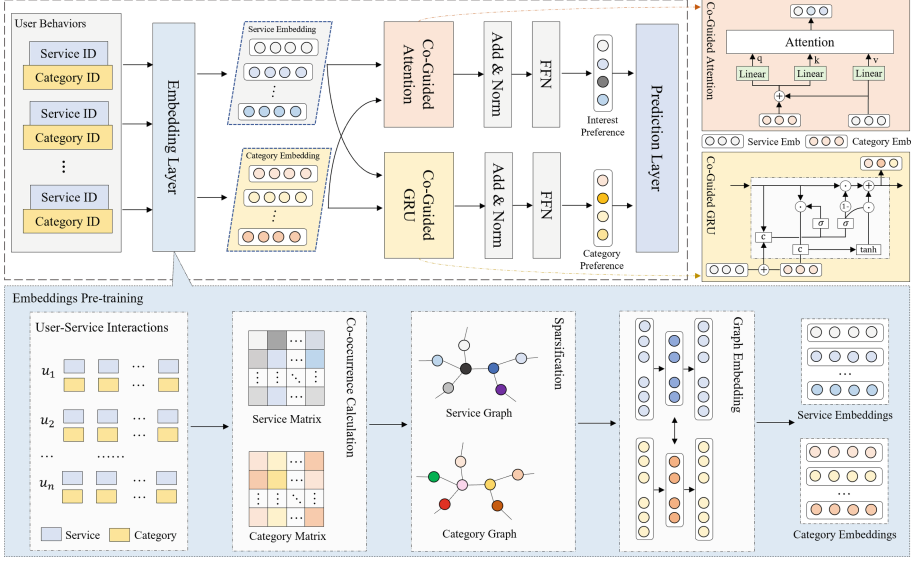 User Behaviors
Service ID
Category ID
Service ID
Category ID
...
Service ID
Category ID
Embedding Layer
Service Embedding
...
Category Embedding
...
Co-Guided
Attention
Add & Norm
FFN
Interest
Preference
Co-Guided
GRU
Add & Norm
FFN
Category
Preference
Prediction Layer
Co-Guided Attention
Attention
q
k
v
Linear
Linear
Linear
+
Service Emb
Category Emb
Co-Guided GRU
·
+
·
1-
·
σ
σ
c
c
tanh
+
Embeddings Pre-training
User-Service Interactions
u1
...
u2
...
...
......
un
...
Service
Category
Co-occurrence Calculation
Service Matrix
Category Matrix
Sparsification
Service Graph
Category Graph
Graph Embedding
...
Service Embeddings
...
Category Embeddings